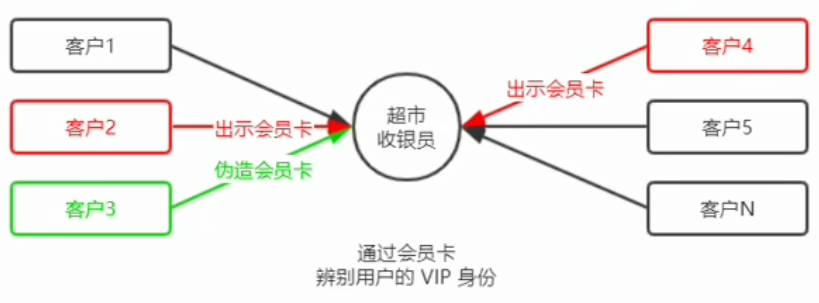 客户1
客户4
出示会员卡
超市
收银员
客户2
出示会员卡
客户5
伪造会员卡
客户3
客户N
通过会员卡
辨别用户的 VIP 身份